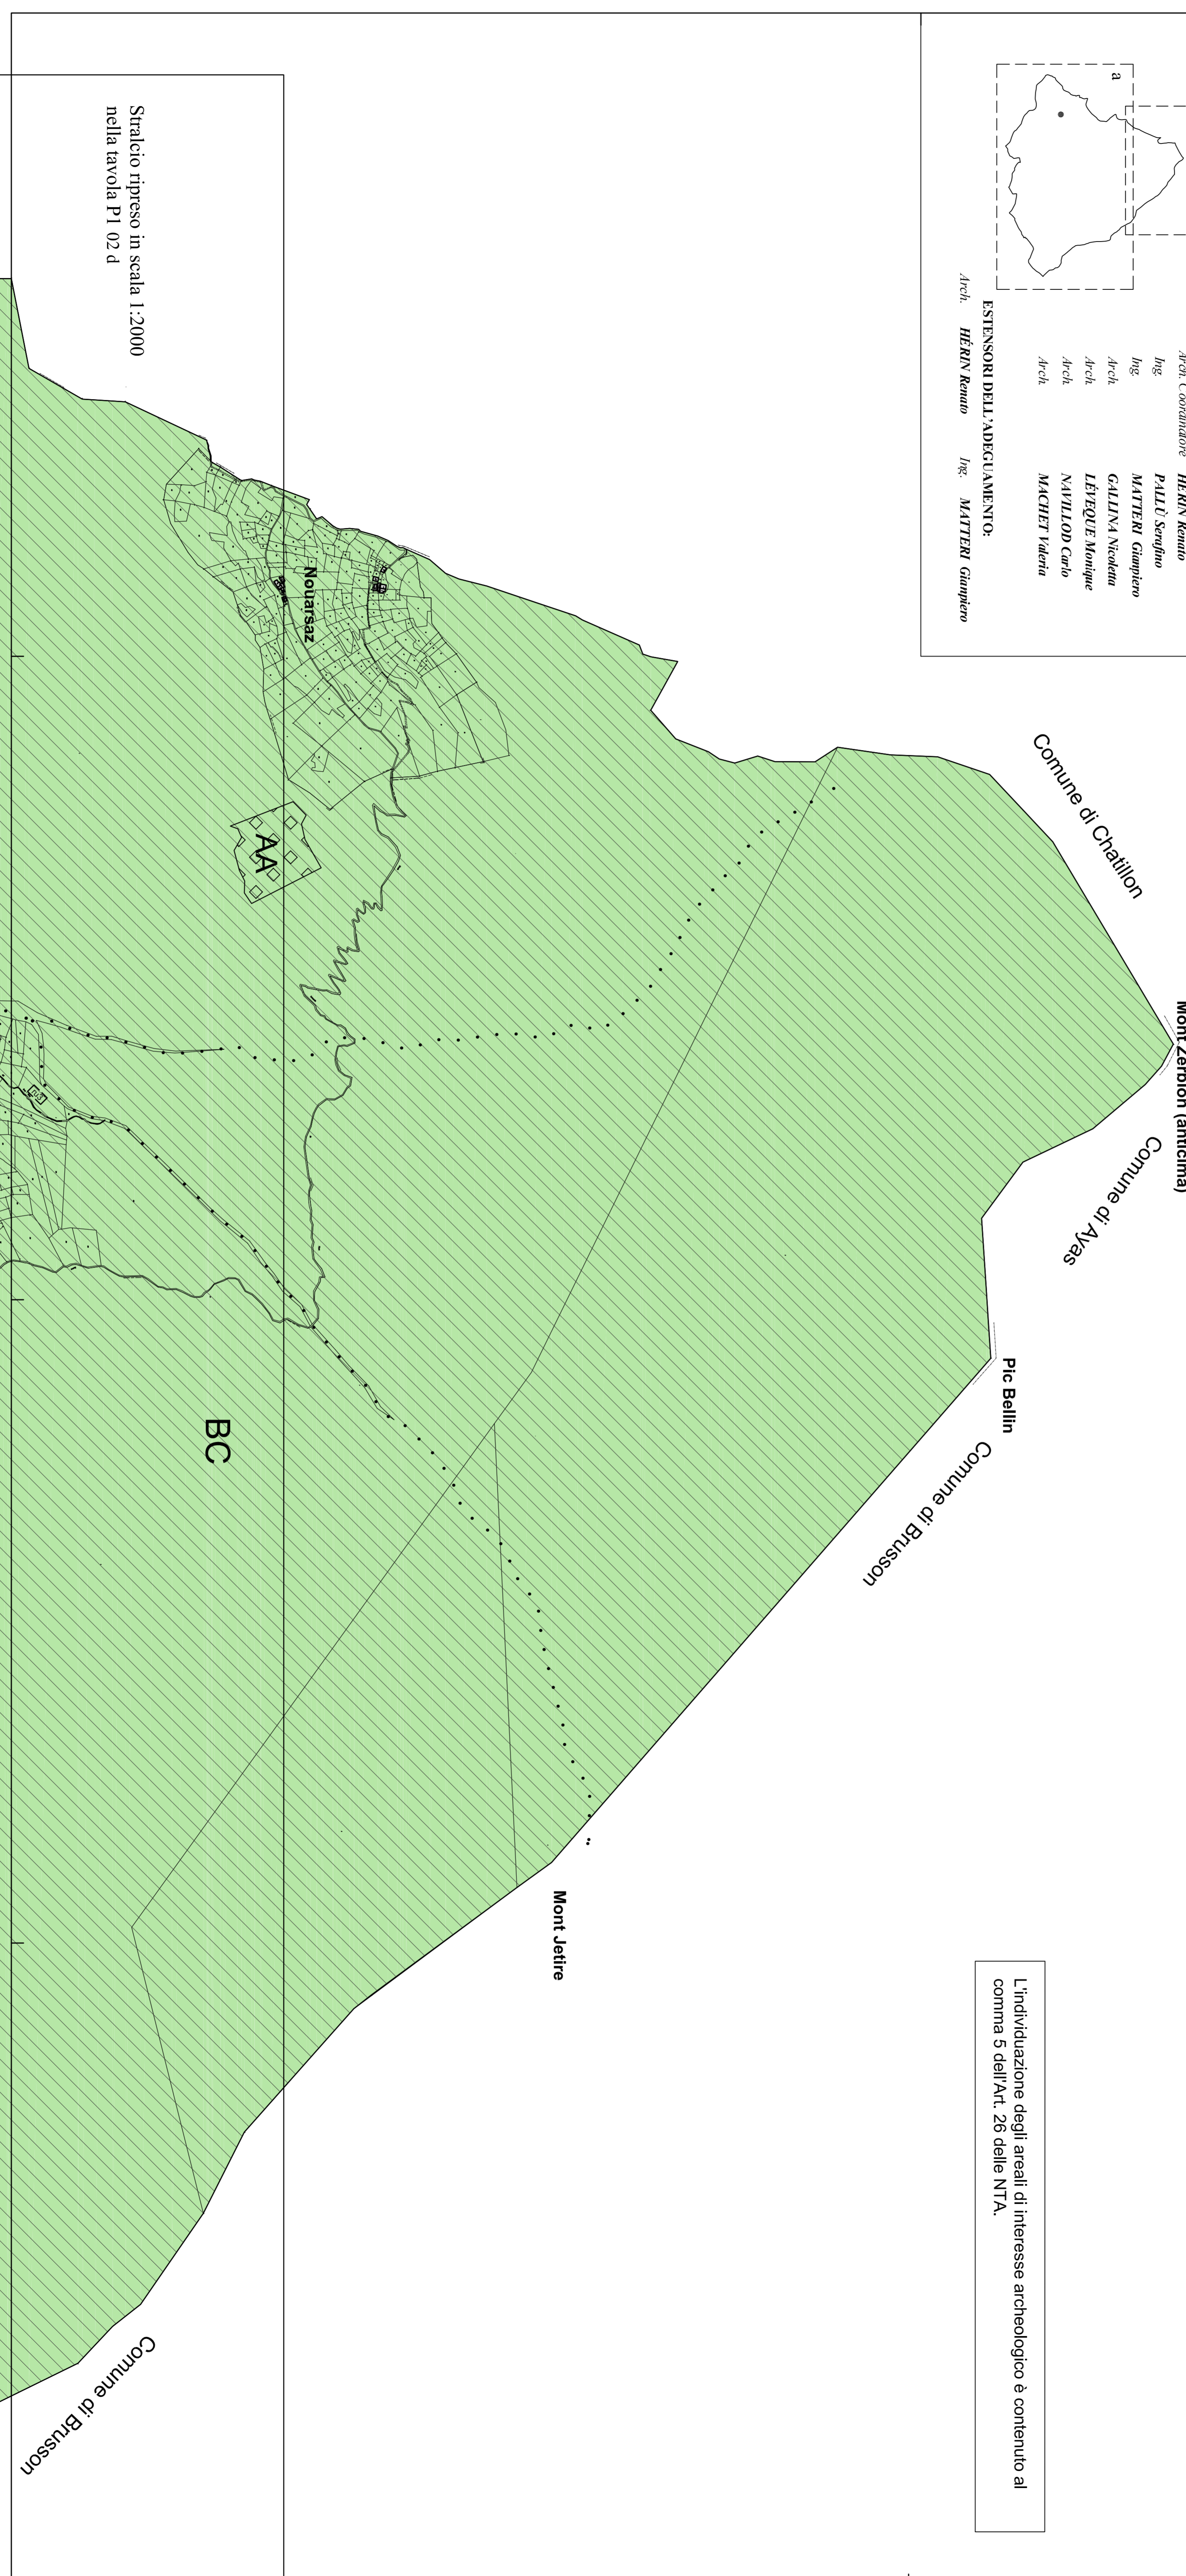 a
Arch. Coordinatore HÉRIN Renato
Ing. PALLÙ Serafino
Ing. MATTERI Gianpiero
Arch. GALLINA Nicoletta
Arch. LÉVEQUE Monique
Arch. NAVILLOD Carlo
Arch. MACHET Valeria
ESTENSORI DELL'ADEGUAMENTO:
Arch. HÉRIN Renato Ing. MATTERI Gianpiero
Stralcio ripreso in scala 1:2000
nella tavola P1 02 d
Comune di Chatillon
Mont Zerbion (anticima)
Comune di Ayas
Pic Bellin
Comune di Brusson
Nouarsaz
AA
BC
Mont Jetire
L'individuazione degli areali di interesse archeologico è contenuto al
comma 5 dell'Art. 26 delle NTA.
Comune di Brusson